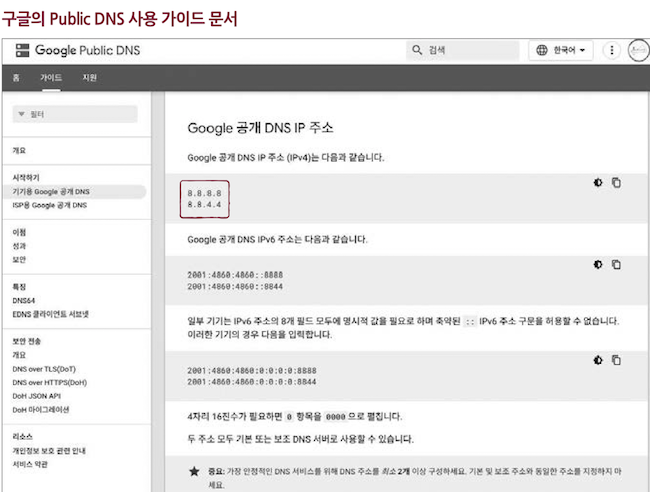 구글의 Public DNS 사용 가이드 문서
Google Public DNS
검색
한국어
홈 가이드 지원
필터
개요
시작하기
기기용 Google 공개 DNS
ISP용 Google 공개 DNS
이점
성과
보안
특징
DNS64
EDNS 클라이언트 서브넷
보안 전송
개요
DNS over TLS(DoT)
DNS over HTTPS(DoH)
DoH JSON API
DoH 마이그레이션
리소스
개인정보 보호 관련 안내
서비스 약관
Google 공개 DNS IP 주소
Google 공개 DNS IP 주소 (IPv4)는 다음과 같습니다.
8.8.8.8
8.8.4.4
Google 공개 DNS IPv6 주소는 다음과 같습니다.
2001:4860:4860::8888
2001:4860:4860::8844
일부 기기는 IPv6 주소의 8개 필드 모두에 명시적 값을 필요로 하며 축약된 :: IPv6 주소 구문을 허용할 수 없습니다.
이러한 기기의 경우 다음을 입력합니다.
2001:4860:4860:0:0:0:0:8888
2001:4860:4860:0:0:0:0:8844
4자리 16진수가 필요하면 0 항목을 0000 으로 펼칩니다.
두 주소 모두 기본 또는 보조 DNS 서버로 사용할 수 있습니다.
중요: 가장 안정적인 DNS 서비스를 위해 DNS 주소를 최소 2개 이상 구성하세요. 기본 및 보조 주소와 동일한 주소를 지정하지 마
세요.